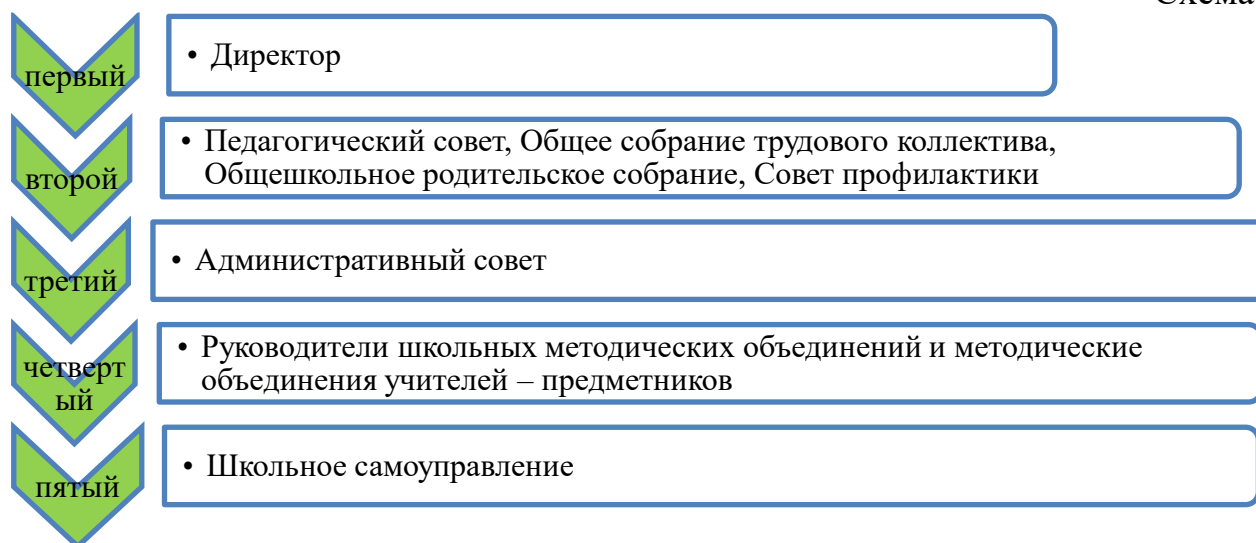 Схема
первый
• Директор
второй
• Педагогический совет, Общее собрание трудового коллектива,
Общешкольное родительское собрание, Совет профилактики
третий
• Административный совет
четверт
ый
• Руководители школьных методических объединений и методические
объединения учителей – предметников
пятый
• Школьное самоуправление